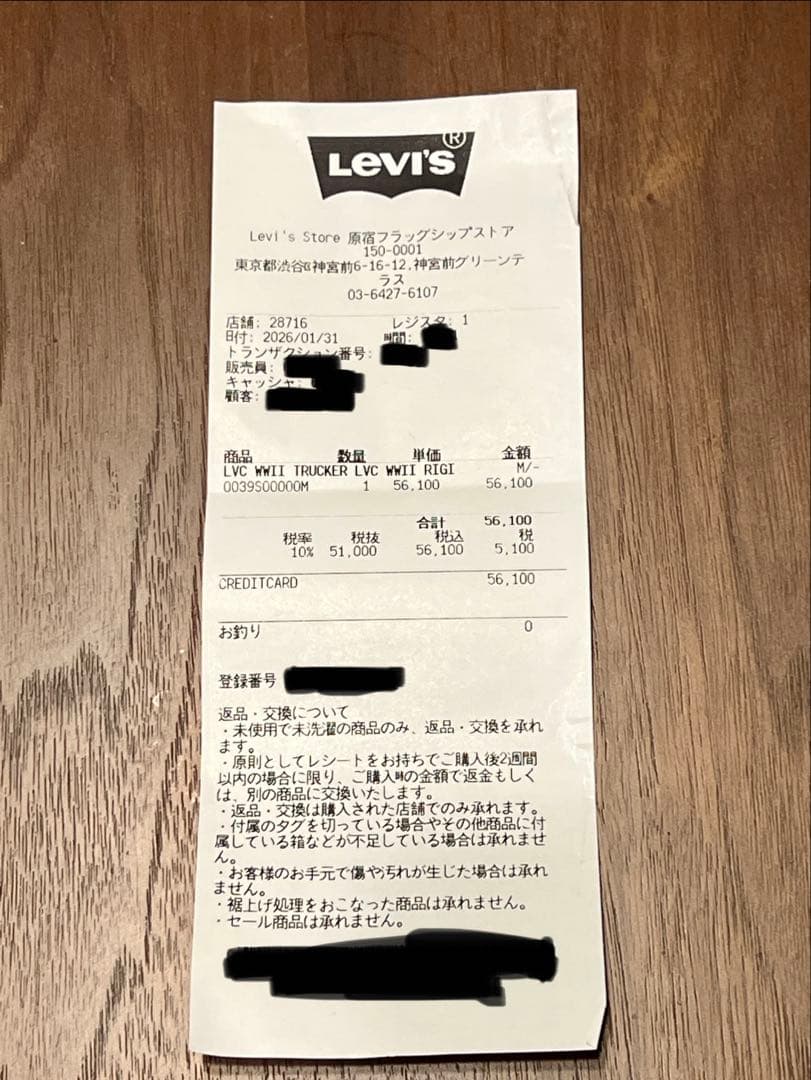 LEVI'S®
Levi's Store 原宿フラッグシップストア
150-0001
東京都渋谷区神宮前6-16-12,神宮前グリーンテ
ラス
03-6427-6107
店舗: 28716 レジスタ: 1
日付: 2026/01/31 時間:
トランザクション番号:
販売員:
キャッシャ:
顧客:
商品 数量 単価 金額
LVC WWII TRUCKER LVC WWII RIGI M/-
0039S00000M 1 56,100 56,100
合計 56,100
税率 税抜 税込 税
10% 51,000 56,100 5,100
CREDITCARD 56,100
お釣り 0
登録番号
返品・交換について
・未使用で未洗濯の商品のみ、返品・交換を承れ
ます。
・原則としてレシートをお持ちでご購入後2週間
以内の場合に限り、ご購入時の金額で返金もしく
は、別の商品に交換いたします。
・返品・交換は購入された店舗でのみ承れます。
・付属のタグを切っている場合やその他商品に付
属している箱などが不足している場合は承れませ
ん。
・お客様のお手元で傷や汚れが生じた場合は承れ
ません。
・裾上げ処理をおこなった商品は承れません。
・セール商品は承れません。